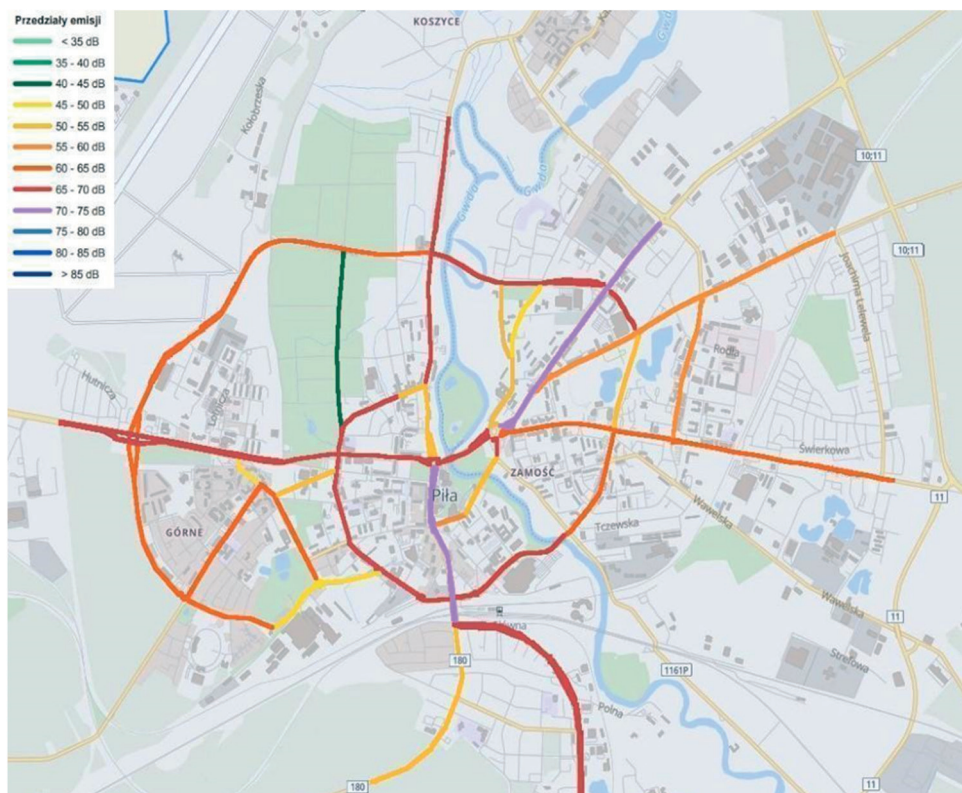 Przedziały emisji
< 35 dB
35 - 40 dB
40 - 45 dB
45 - 50 dB
50 - 55 dB
55 - 60 dB
60 - 65 dB
65 - 70 dB
70 - 75 dB
75 - 80 dB
80 - 85 dB
> 85 dB
KOSZYCE
Gwda
Kołobrzeska
Gwda
Gwda
10;11
10;11
Joachima Lelewela
Hutnicza
Rodła
Lotnicza
Świerkowa
ZAMOŚĆ
Piła
11
GÓRNE
Tczewska
Wawelska
Wawelska
11
180
Strefowa
1161P
Polna
180
11